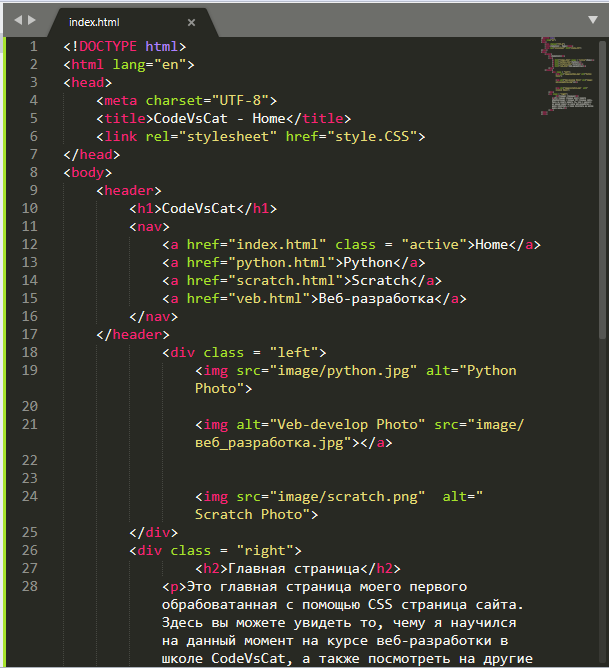 index.html ×
1 <!DOCTYPE html>
2 <html lang="en">
3 <head>
4 <meta charset="UTF-8">
5 <title>CodeVsCat - Home</title>
6 <link rel="stylesheet" href="style.CSS">
7 </head>
8 <body>
9 <header>
10 <h1>CodeVsCat</h1>
11 <nav>
12 <a href="index.html" class = "active">Home</a>
13 <a href="python.html">Python</a>
14 <a href="scratch.html">Scratch</a>
15 <a href="veb.html">Веб-разработка</a>
16 </nav>
17 </header>
18 <div class = "left">
19 <img src="image/python.jpg" alt="Python
Photo">
20
21 <img alt="Veb-develop Photo" src="image/
веб_разработка.jpg"></a>
22
23
24 <img src="image/scratch.png"  alt="
Scratch Photo">
25 </div>
26 <div class = "right">
27 <h2>Главная страница</h2>
28 <p>Это главная страница моего первого
обрабоватанная с помощью CSS страница сайта.
Здесь вы можете увидеть то, чему я научился
на данный момент на курсе веб-разработки в
школе CodeVsCat, а также посмотреть на другие